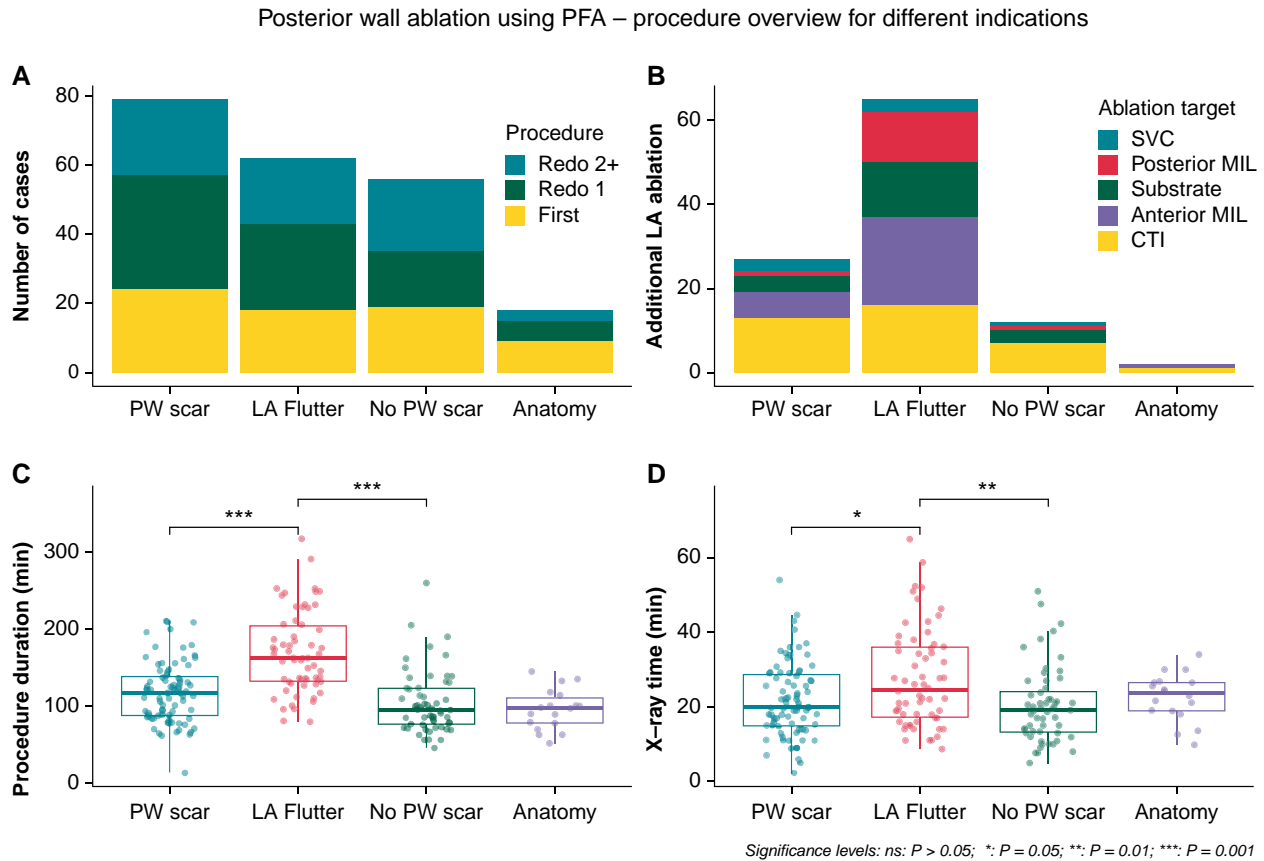 Posterior wall ablation using PFA – procedure overview for different indications
A
Number of cases
80
60
40
20
0
Procedure
Redo 2+
Redo 1
First
PW scar LA Flutter No PW scar Anatomy
B
Additional LA ablation
60
40
20
0
Ablation target
SVC
Posterior MIL
Substrate
Anterior MIL
CTI
PW scar LA Flutter No PW scar Anatomy
C
Procedure duration (min)
300
200
100
0
***
***
PW scar LA Flutter No PW scar Anatomy
D
X–ray time (min)
60
40
20
0
**
*
PW scar LA Flutter No PW scar Anatomy
Significance levels: ns: P > 0.05; *: P = 0.05; **: P = 0.01; ***: P = 0.001